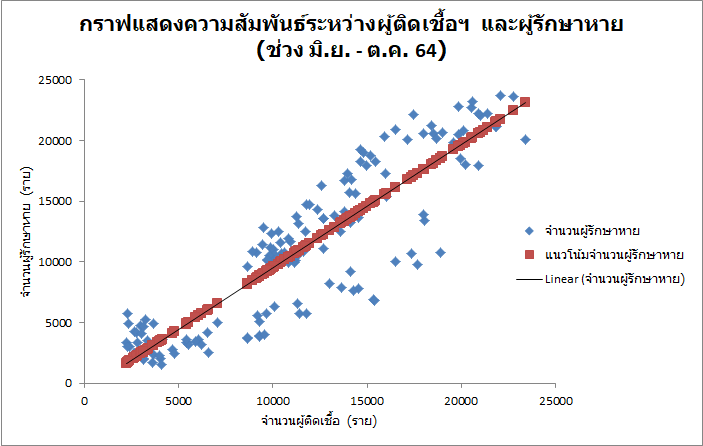 กราฟแสดงความสัมพันธ์ระหว่างผู้ติดเชื้อฯ และผู้รักษาหาย
(ช่วง มิ.ย. - ต.ค. 64)
จำนวนผู้รักษาหาย (ราย)
25000
20000
15000
10000
5000
0
0 5000 10000 15000 20000 25000
จำนวนผู้ติดเชื้อ (ราย)
จำนวนผู้รักษาหาย
แนวโน้มจำนวนผู้รักษาหาย
Linear (จำนวนผู้รักษาหาย)